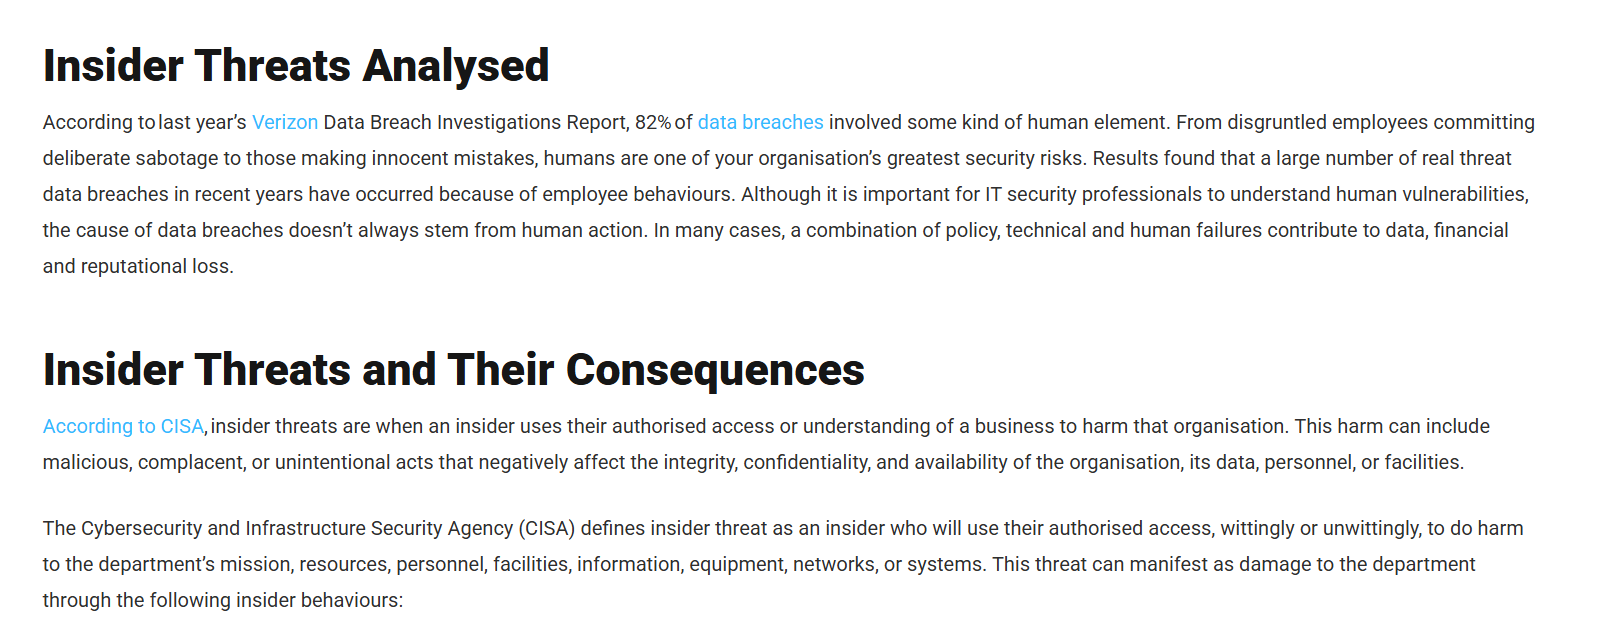 Insider Threats Analysed
According to last year’s Verizon Data Breach Investigations Report, 82% of data breaches involved some kind of human element. From disgruntled employees committing
deliberate sabotage to those making innocent mistakes, humans are one of your organisation’s greatest security risks. Results found that a large number of real threat
data breaches in recent years have occurred because of employee behaviours. Although it is important for IT security professionals to understand human vulnerabilities,
the cause of data breaches doesn’t always stem from human action. In many cases, a combination of policy, technical and human failures contribute to data, financial
and reputational loss.
Insider Threats and Their Consequences
According to CISA, insider threats are when an insider uses their authorised access or understanding of a business to harm that organisation. This harm can include
malicious, complacent, or unintentional acts that negatively affect the integrity, confidentiality, and availability of the organisation, its data, personnel, or facilities.
The Cybersecurity and Infrastructure Security Agency (CISA) defines insider threat as an insider who will use their authorised access, wittingly or unwittingly, to do harm
to the department’s mission, resources, personnel, facilities, information, equipment, networks, or systems. This threat can manifest as damage to the department
through the following insider behaviours: